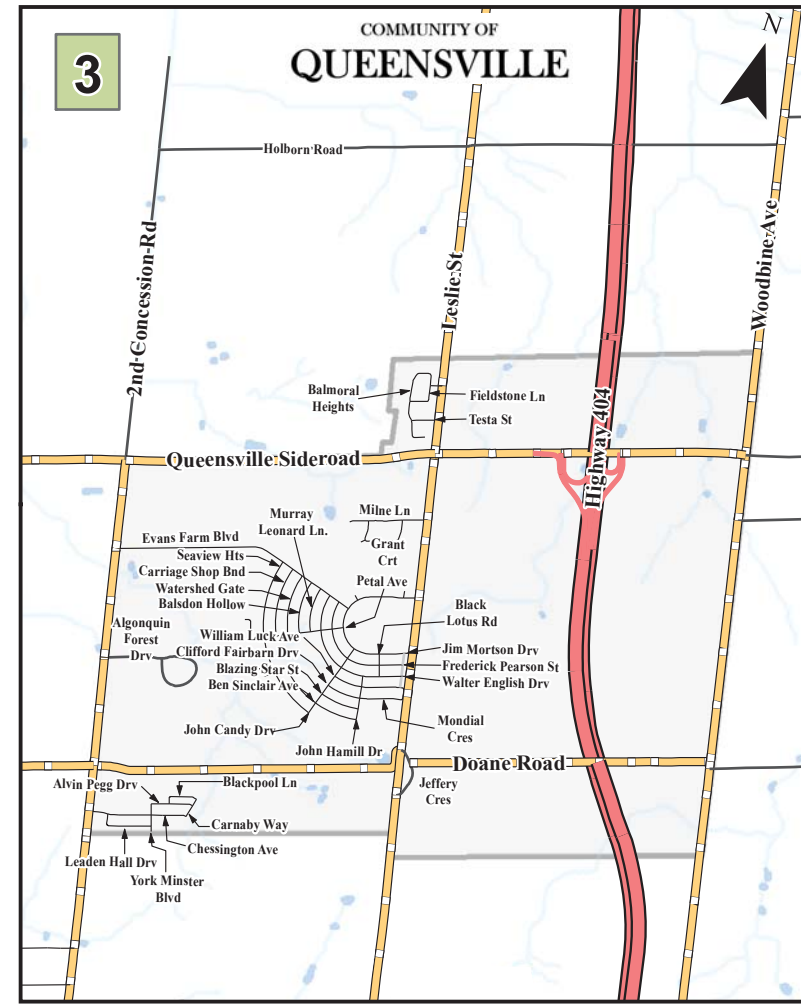 3
COMMUNITY OF
QUEENSVILLE
N
Holborn Road
2nd Concession Rd
Leslie St
Woodbine Ave
Highway 404
Balmoral
Heights
Fieldstone Ln
Testa St
Queensville Sideroad
Murray
Leonard Ln.
Milne Ln
Grant
Crt
Evans Farm Blvd
Seaview Hts
Carriage Shop Bnd
Watershed Gate
Balsdon Hollow
Petal Ave
Algonquin
Forest
Drv
Black
Lotus Rd
William Luck Ave
Clifford Fairbarn Drv
Blazing Star St
Ben Sinclair Ave
Jim Mortson Drv
Frederick Pearson St
Walter English Drv
John Candy Drv
John Hamill Dr
Mondial
Cres
Doane Road
Alvin Pegg Drv
Blackpool Ln
Jeffery
Cres
Carnaby Way
Chessington Ave
Leaden Hall Drv
York Minster
Blvd